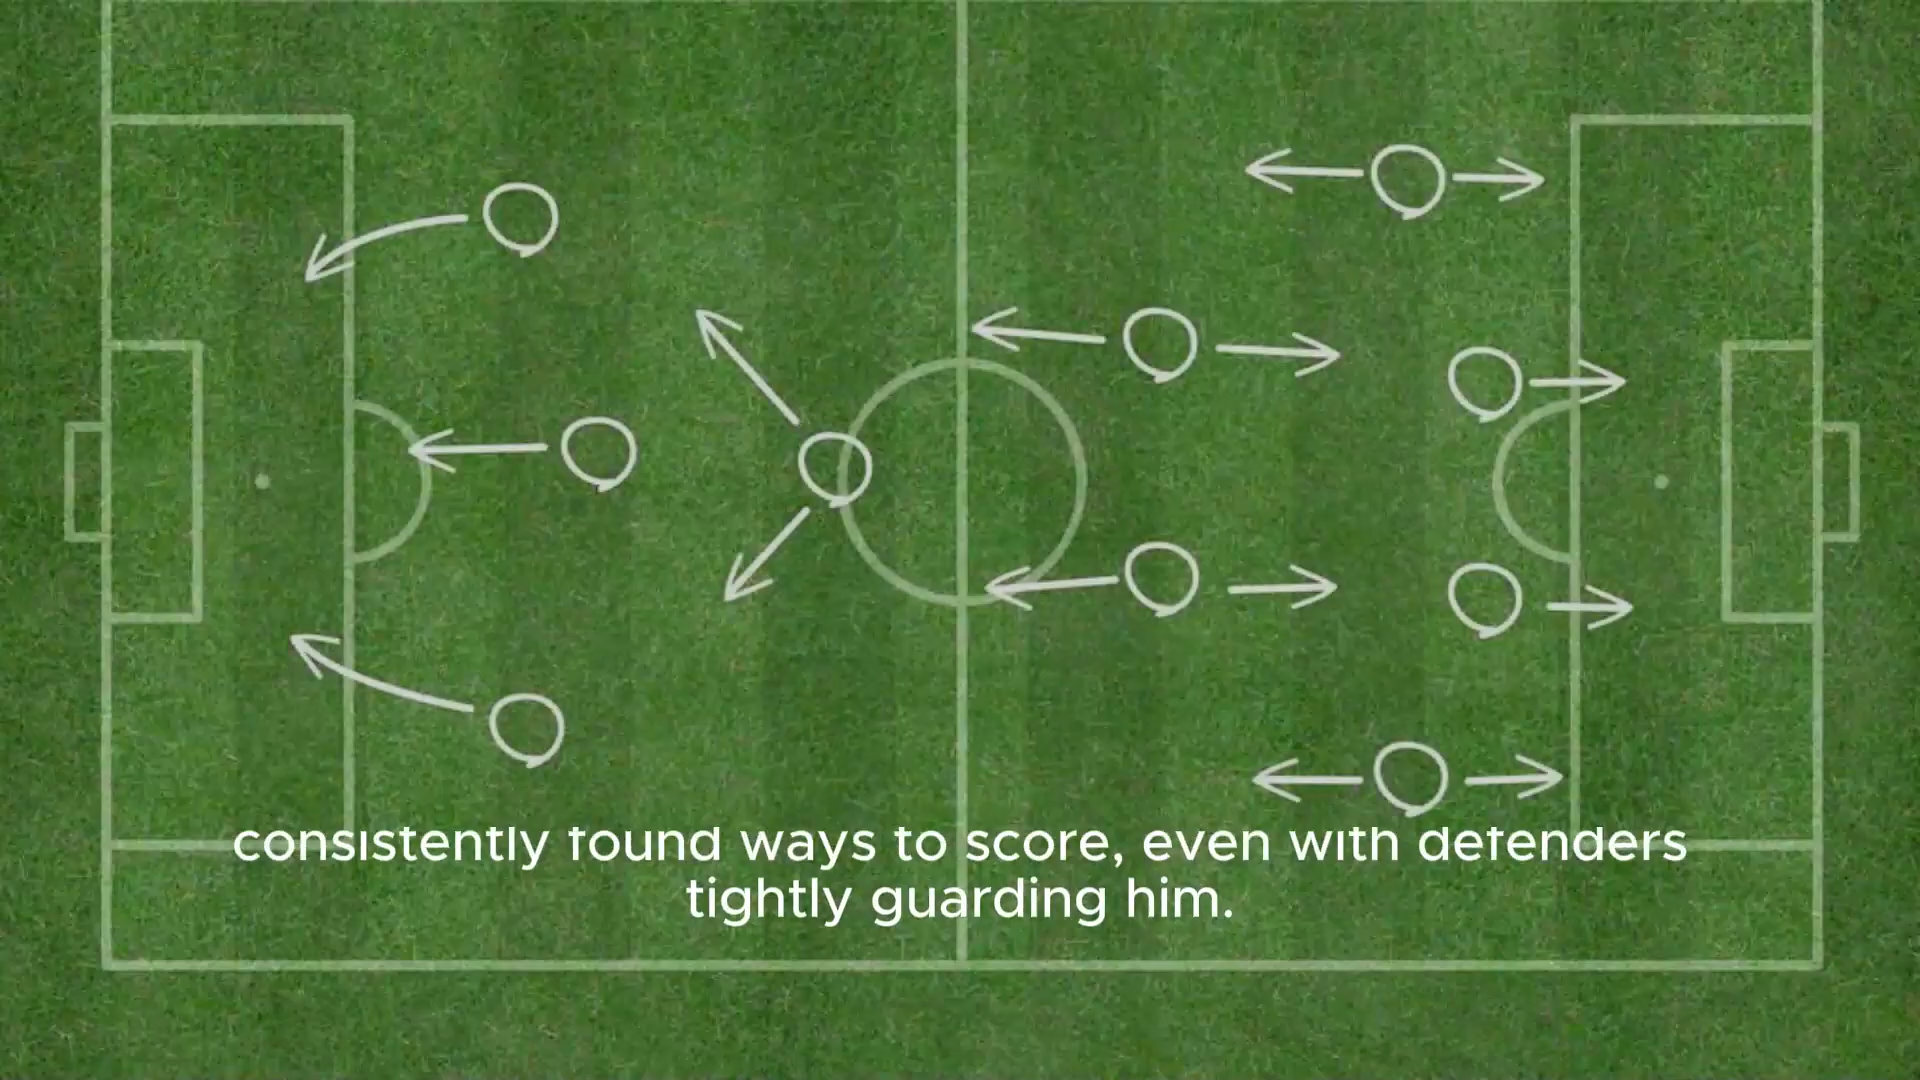 consistently found ways to score, even with defenders
tightly guarding him.